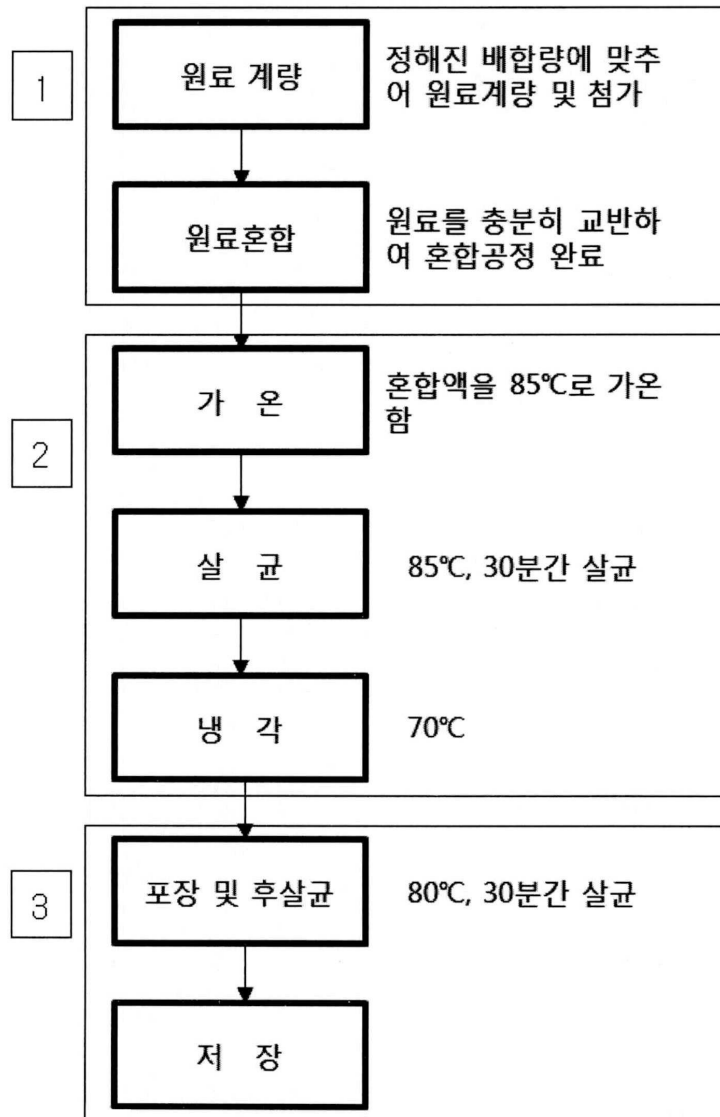 1
원료 계량
정해진 배합량에 맞추
어 원료계량 및 첨가
원료혼합
원료를 충분히 교반하
여 혼합공정 완료
2
가 온
혼합액을 85℃로 가온
함
살 균
85℃, 30분간 살균
냉 각
70℃
3
포장 및 후살균
80℃, 30분간 살균
저 장